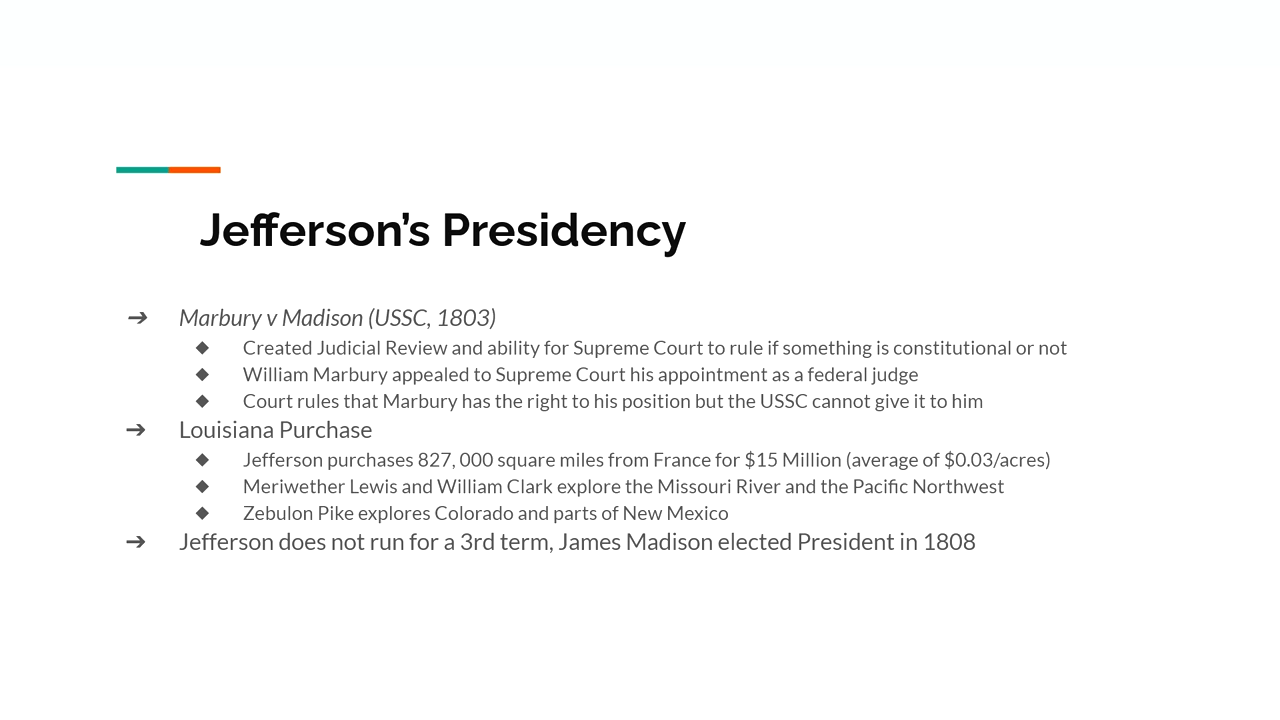 Jefferson’s Presidency
➔ Marbury v Madison (USSC, 1803)
◆ Created Judicial Review and ability for Supreme Court to rule if something is constitutional or not
◆ William Marbury appealed to Supreme Court his appointment as a federal judge
◆ Court rules that Marbury has the right to his position but the USSC cannot give it to him
➔ Louisiana Purchase
◆ Jefferson purchases 827, 000 square miles from France for $15 Million (average of $0.03/acres)
◆ Meriwether Lewis and William Clark explore the Missouri River and the Pacific Northwest
◆ Zebulon Pike explores Colorado and parts of New Mexico
➔ Jefferson does not run for a 3rd term, James Madison elected President in 1808